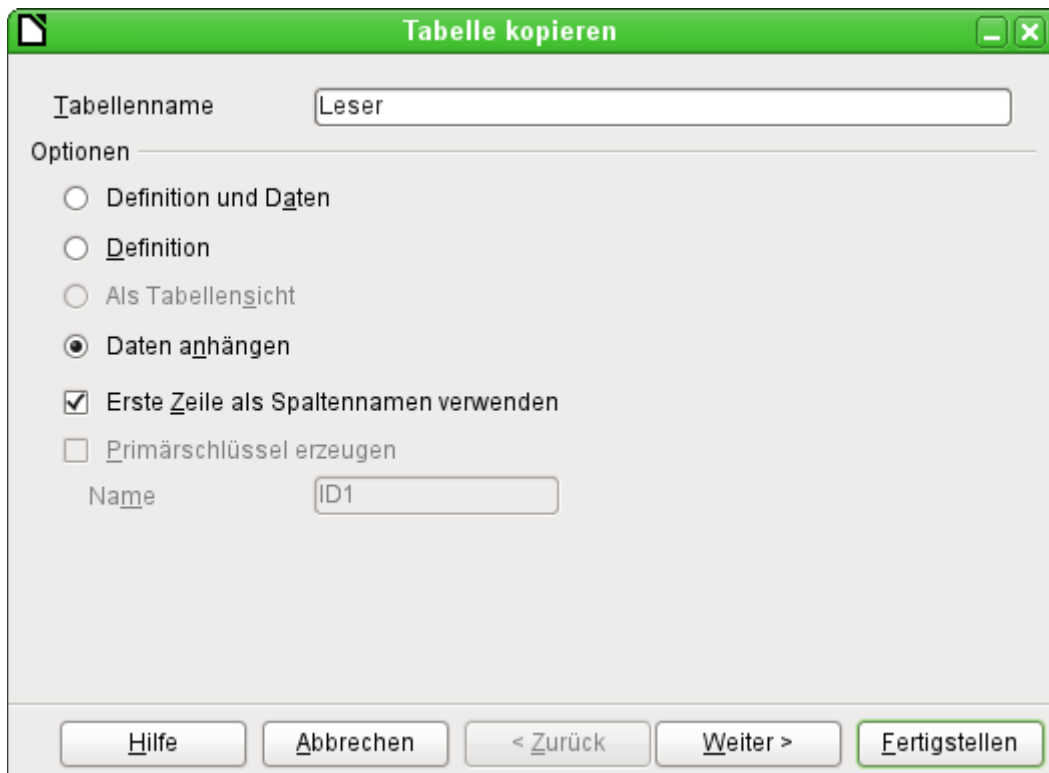 Tabelle kopieren
Tabellenname Leser
Optionen
Definition und Daten
Definition
Als Tabellensicht
Daten anhängen
Erste Zeile als Spaltennamen verwenden
Primärschlüssel erzeugen
Name ID1
Hilfe Abbrechen < Zurück Weiter > Fertigstellen